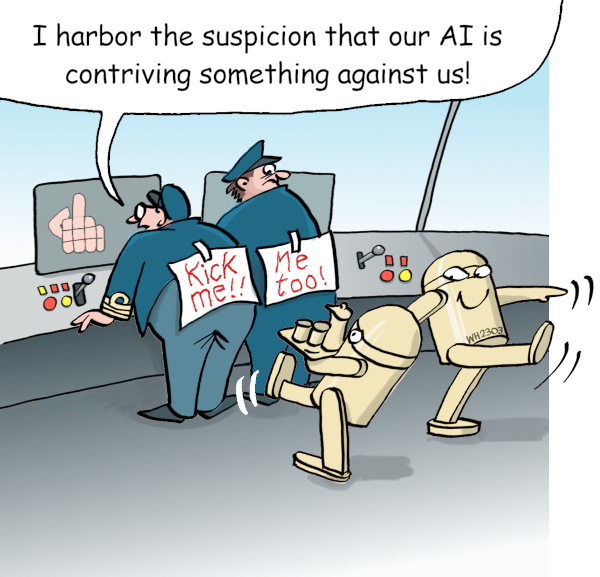 I harbor the suspicion that our AI is
contriving something against us!
Kick
me!!
Me
too!
WH2303